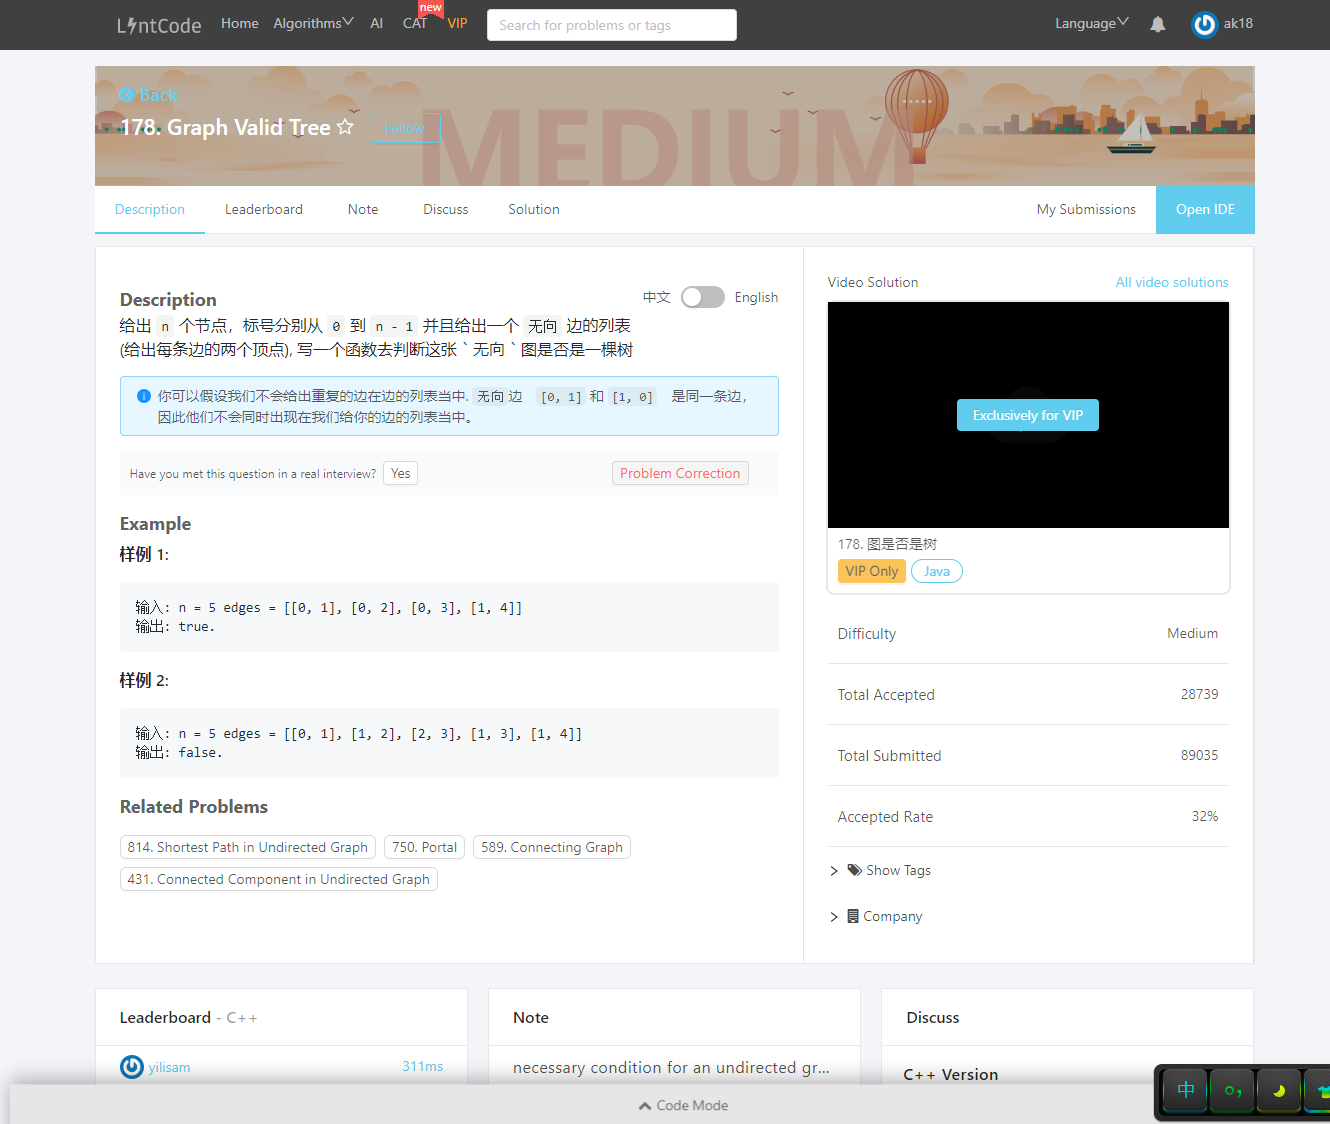 LintCode Home Algorithms AI CAT new VIP Search for problems or tags Language ak18
Back
178. Graph Valid Tree Follow
MEDIUM
Description Leaderboard Note Discuss Solution My Submissions Open IDE
Description 中文 English
给出 n 个节点，标号分别从 0 到 n - 1 并且给出一个 无向 边的列表
(给出每条边的两个顶点), 写一个函数去判断这张 ` 无向 ` 图是否是一棵树
你可以假设我们不会给出重复的边在边的列表当中. 无向 边 [0, 1] 和 [1, 0] 是同一条边，
因此他们不会同时出现在我们给你的边的列表当中。
Have you met this question in a real interview? Yes Problem Correction
Example
样例 1:
输入: n = 5 edges = [[0, 1], [0, 2], [0, 3], [1, 4]]
输出: true.
样例 2:
输入: n = 5 edges = [[0, 1], [1, 2], [2, 3], [1, 3], [1, 4]]
输出: false.
Related Problems
814. Shortest Path in Undirected Graph 750. Portal 589. Connecting Graph
431. Connected Component in Undirected Graph
Video Solution All video solutions
Exclusively for VIP
178. 图是否是树
VIP Only Java
Difficulty Medium
Total Accepted 28739
Total Submitted 89035
Accepted Rate 32%
Show Tags
Company
Leaderboard - C++
yilisam 311ms
Note
necessary condition for an undirected gr...
Discuss
C++ Version
Code Mode
中